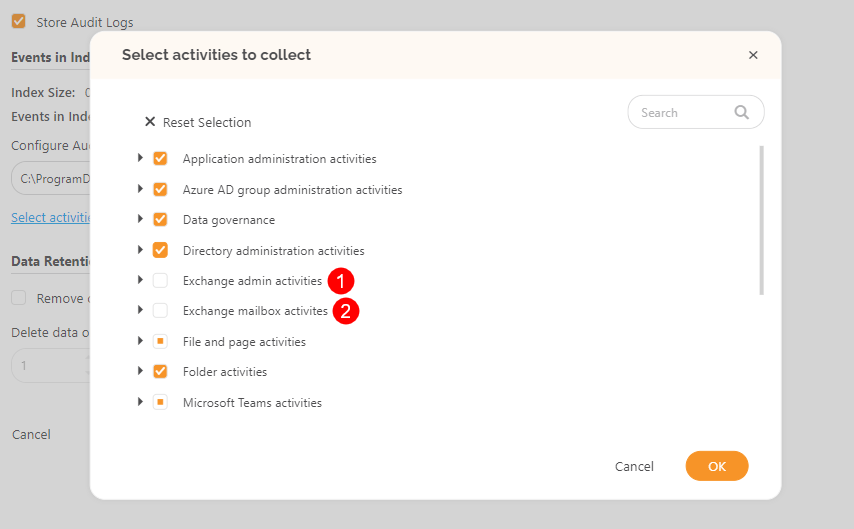 Store Audit Logs
Events in Ind
Index Size: 0
Events in Inde
Configure Au
C:\ProgramD
Select activitie
Data Retenti
Remove
Delete data o
1
Cancel
Select activities to collect
Search
Reset Selection
Application administration activities
Azure AD group administration activities
Data governance
Directory administration activities
Exchange admin activities 1
Exchange mailbox activites 2
File and page activities
Folder activities
Microsoft Teams activities
Cancel
OK